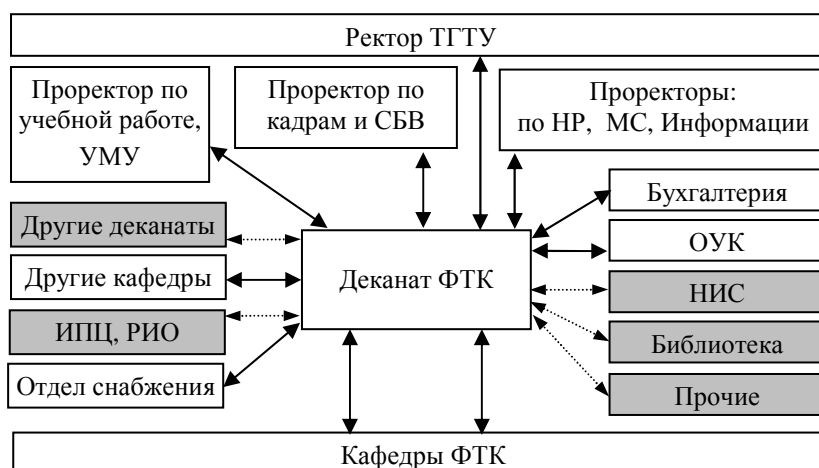 Ректор ТГТУ
Проректор по
учебной работе,
УМУ
Проректор по
кадрам и СБВ
Проректоры:
по НР, МС, Информации
Другие деканаты
Другие кафедры
ИПЦ, РИО
Отдел снабжения
Деканат ФТК
Бухгалтерия
ОУК
НИС
Библиотека
Прочие
Кафедры ФТК